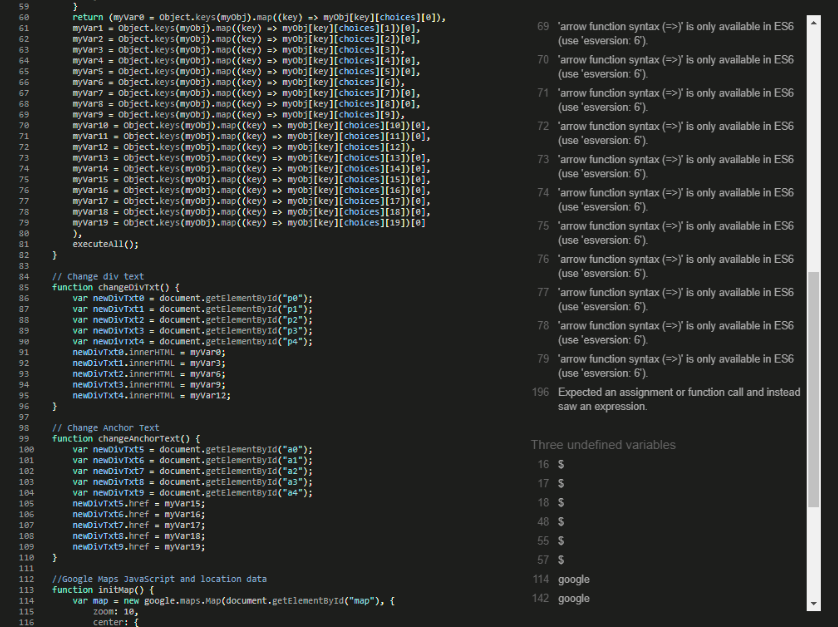 59 }
60 return (myVar0 = Object.keys(myObj).map((key) => myObj[key][choices][0]),
61 myVar1 = Object.keys(myObj).map((key) => myObj[key][choices][1])[0],
62 myVar2 = Object.keys(myObj).map((key) => myObj[key][choices][2])[0],
63 myVar3 = Object.keys(myObj).map((key) => myObj[key][choices][3]),
64 myVar4 = Object.keys(myObj).map((key) => myObj[key][choices][4])[0],
65 myVar5 = Object.keys(myObj).map((key) => myObj[key][choices][5])[0],
66 myVar6 = Object.keys(myObj).map((key) => myObj[key][choices][6]),
67 myVar7 = Object.keys(myObj).map((key) => myObj[key][choices][7])[0],
68 myVar8 = Object.keys(myObj).map((key) => myObj[key][choices][8])[0],
69 myVar9 = Object.keys(myObj).map((key) => myObj[key][choices][9]),
70 myVar10 = Object.keys(myObj).map((key) => myObj[key][choices][10])[0],
71 myVar11 = Object.keys(myObj).map((key) => myObj[key][choices][11])[0],
72 myVar12 = Object.keys(myObj).map((key) => myObj[key][choices][12]),
73 myVar13 = Object.keys(myObj).map((key) => myObj[key][choices][13])[0],
74 myVar14 = Object.keys(myObj).map((key) => myObj[key][choices][14])[0],
75 myVar15 = Object.keys(myObj).map((key) => myObj[key][choices][15])[0],
76 myVar16 = Object.keys(myObj).map((key) => myObj[key][choices][16])[0],
77 myVar17 = Object.keys(myObj).map((key) => myObj[key][choices][17])[0],
78 myVar18 = Object.keys(myObj).map((key) => myObj[key][choices][18])[0],
79 myVar19 = Object.keys(myObj).map((key) => myObj[key][choices][19])[0]
80 ),
81 executeAll();
82 }
83
84 // Change div text
85 function changeDivTxt() {
86 var newDivTxt0 = document.getElementById("p0");
87 var newDivTxt1 = document.getElementById("p1");
88 var newDivTxt2 = document.getElementById("p2");
89 var newDivTxt3 = document.getElementById("p3");
90 var newDivTxt4 = document.getElementById("p4");
91 newDivTxt0.innerHTML = myVar0;
92 newDivTxt1.innerHTML = myVar3;
93 newDivTxt2.innerHTML = myVar6;
94 newDivTxt3.innerHTML = myVar9;
95 newDivTxt4.innerHTML = myVar12;
96 }
97
98 // Change Anchor Text
99 function changeAnchorText() {
100 var newDivTxt5 = document.getElementById("a0");
101 var newDivTxt6 = document.getElementById("a1");
102 var newDivTxt7 = document.getElementById("a2");
103 var newDivTxt8 = document.getElementById("a3");
104 var newDivTxt9 = document.getElementById("a4");
105 newDivTxt5.href = myVar15;
106 newDivTxt6.href = myVar16;
107 newDivTxt7.href = myVar17;
108 newDivTxt8.href = myVar18;
109 newDivTxt9.href = myVar19;
110 }
111
112 //Google Maps JavaScript and location data
113 function initMap() {
114 var map = new google.maps.Map(document.getElementById("map"), {
115 zoom: 10,
116 center: {
69 'arrow function syntax (=>)' is only available in ES6
(use 'esversion: 6').
70 'arrow function syntax (=>)' is only available in ES6
(use 'esversion: 6').
71 'arrow function syntax (=>)' is only available in ES6
(use 'esversion: 6').
72 'arrow function syntax (=>)' is only available in ES6
(use 'esversion: 6').
73 'arrow function syntax (=>)' is only available in ES6
(use 'esversion: 6').
74 'arrow function syntax (=>)' is only available in ES6
(use 'esversion: 6').
75 'arrow function syntax (=>)' is only available in ES6
(use 'esversion: 6').
76 'arrow function syntax (=>)' is only available in ES6
(use 'esversion: 6').
77 'arrow function syntax (=>)' is only available in ES6
(use 'esversion: 6').
78 'arrow function syntax (=>)' is only available in ES6
(use 'esversion: 6').
79 'arrow function syntax (=>)' is only available in ES6
(use 'esversion: 6').
196 Expected an assignment or function call and instead
saw an expression.
Three undefined variables
16 $
17 $
18 $
48 $
55 $
57 $
114 google
142 google